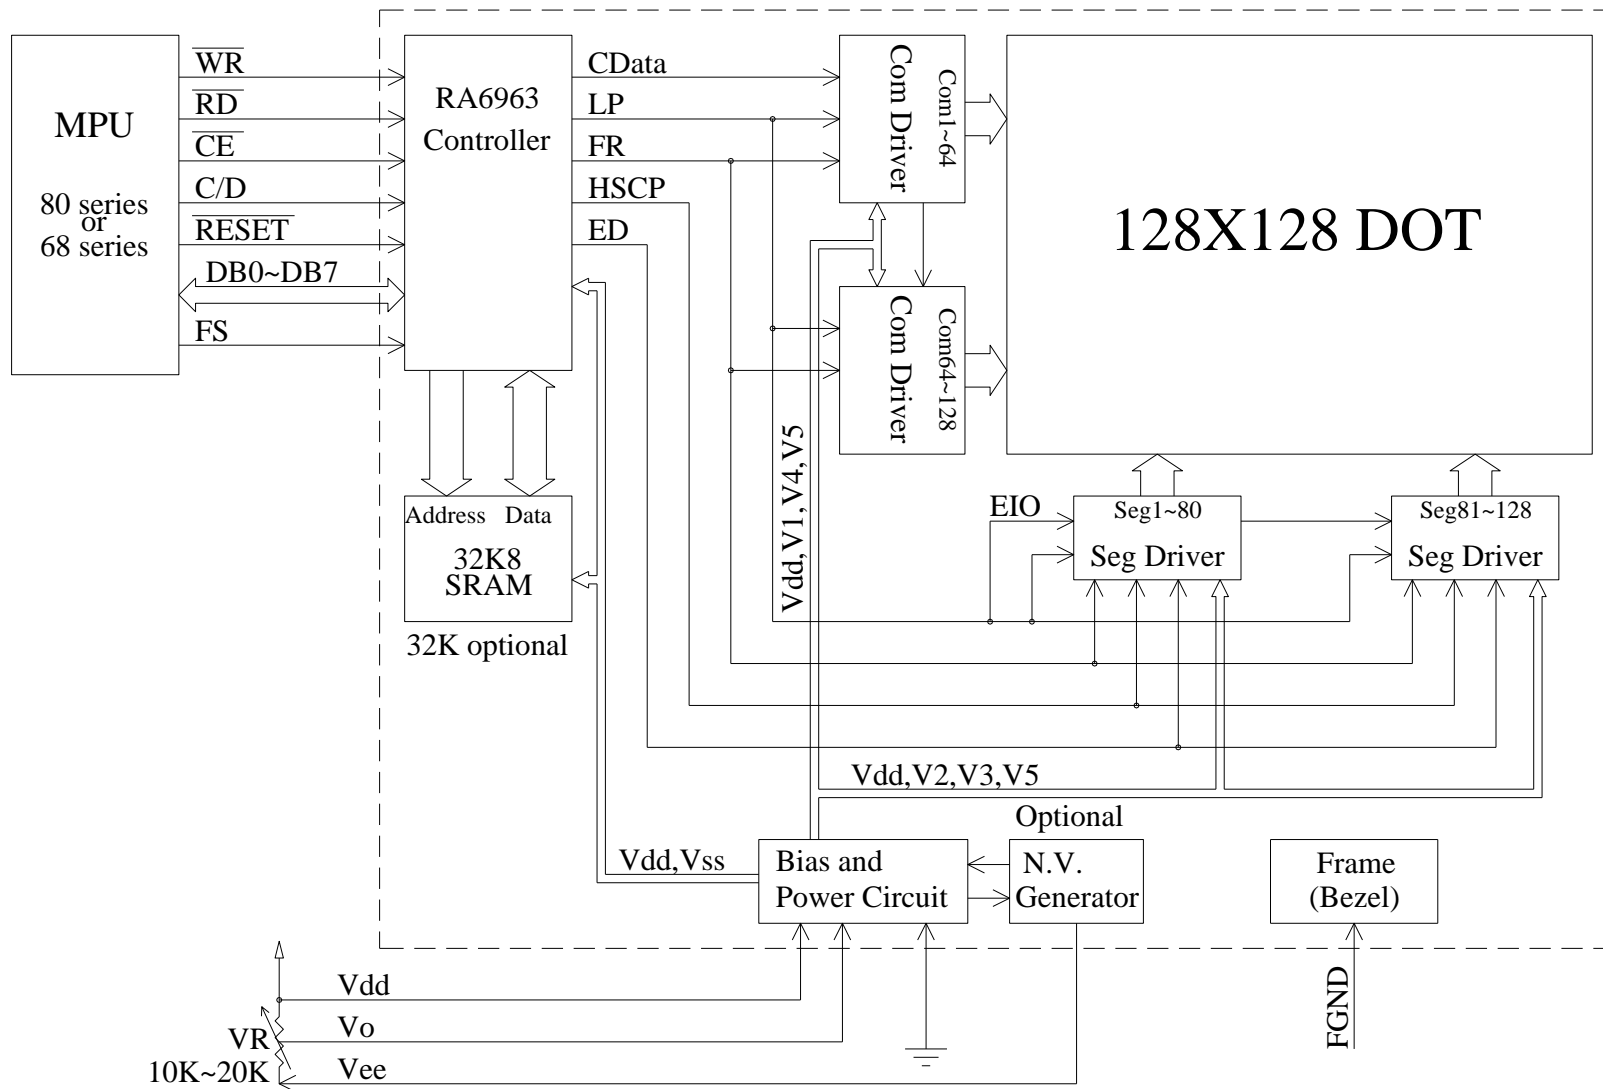 MPU
80 series
or
68 series
WR
RD
CE
C/D
RESET
DB0~DB7
FS
RA6963
Controller
CData
LP
FR
HSCP
ED
Com Driver
Com1~64
Com Driver
Com64~128
128X128 DOT
Address Data
32K8
SRAM
32K optional
Vdd,V1,V4,V5
EIO
Seg1~80
Seg Driver
Seg81~128
Seg Driver
Vdd,V2,V3,V5
Optional
Vdd,Vss
Bias and
Power Circuit
N.V.
Generator
Frame
(Bezel)
FGND
Vdd
Vo
Vee
VR
10K~20K